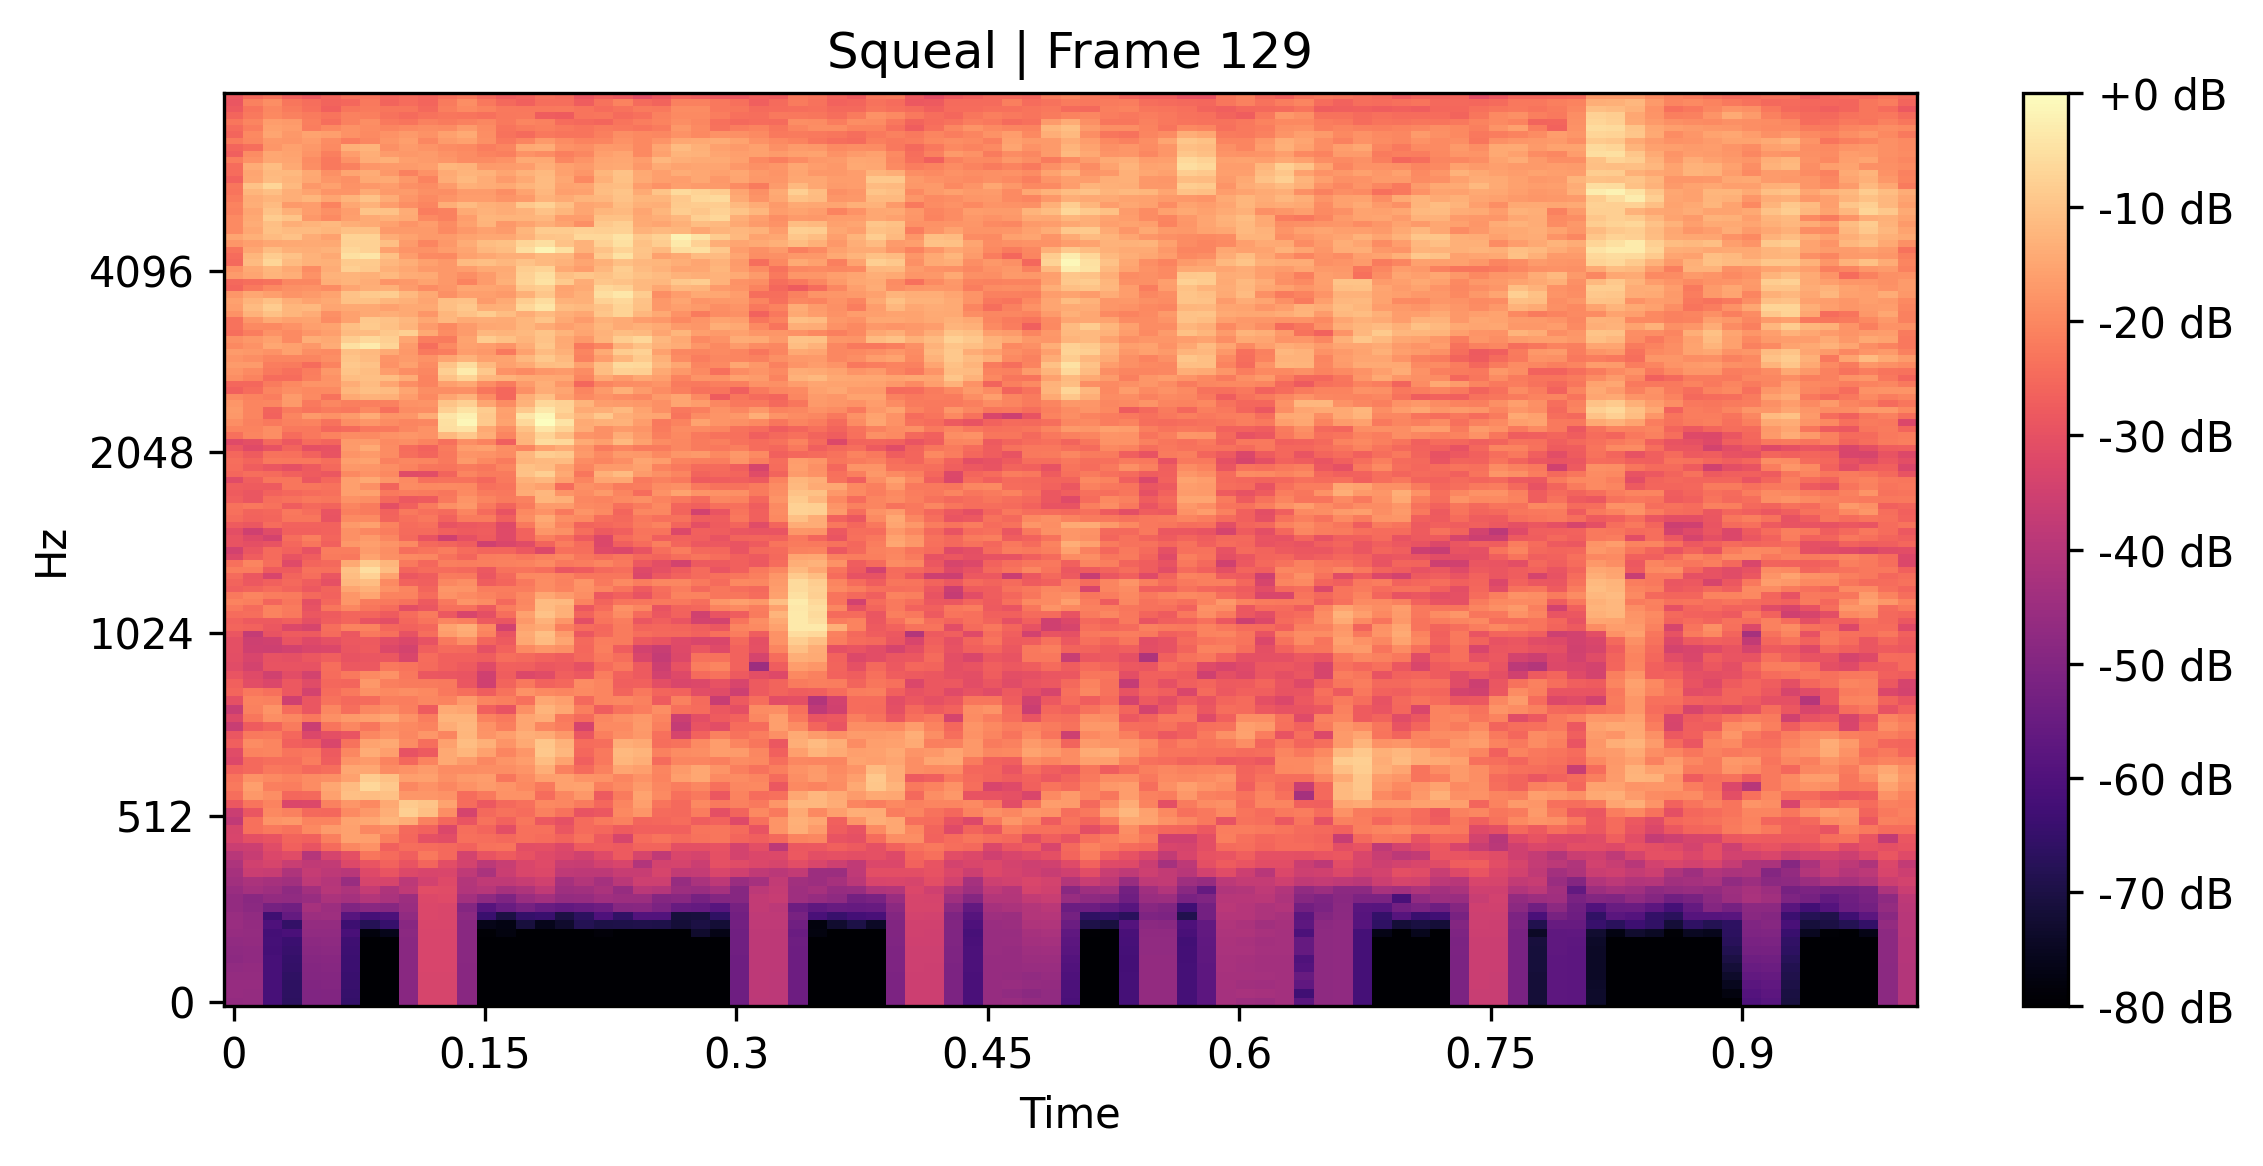 Squeal | Frame 129
Hz
4096
2048
1024
512
0
0 0.15 0.3 0.45 0.6 0.75 0.9
Time
+0 dB
-10 dB
-20 dB
-30 dB
-40 dB
-50 dB
-60 dB
-70 dB
-80 dB